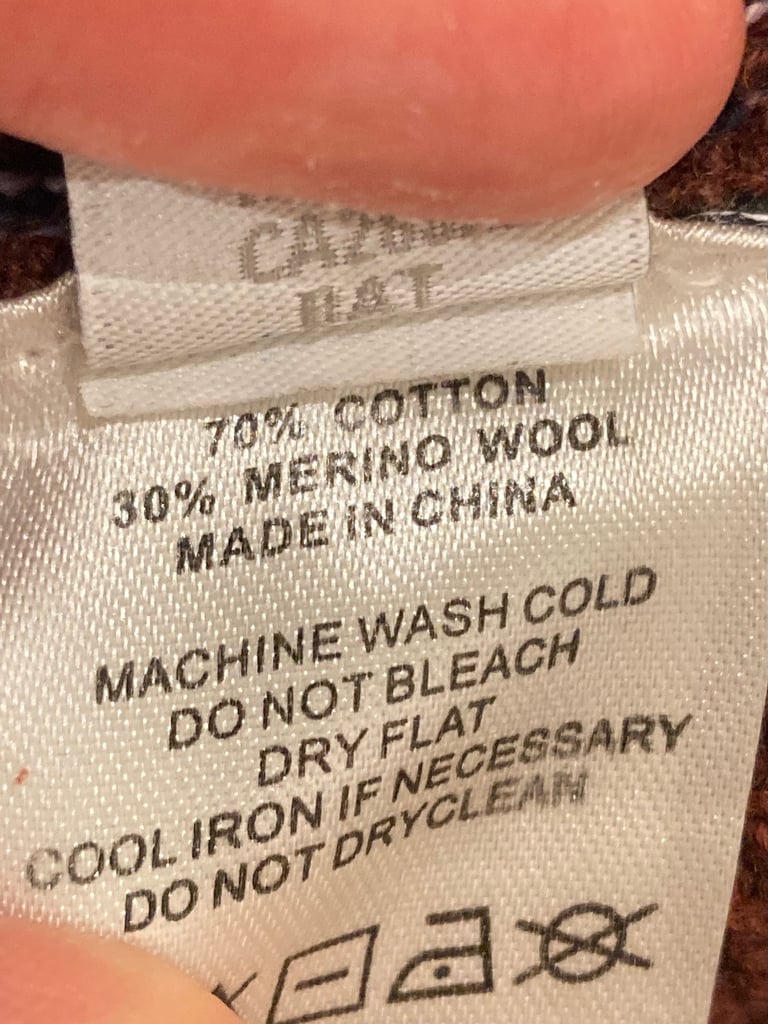 70% COTTON
30% MERINO WOOL
MADE IN CHINA
MACHINE WASH COLD
DO NOT BLEACH
DRY FLAT
COOL IRON IF NECESSARY
DO NOT DRYCLEAN